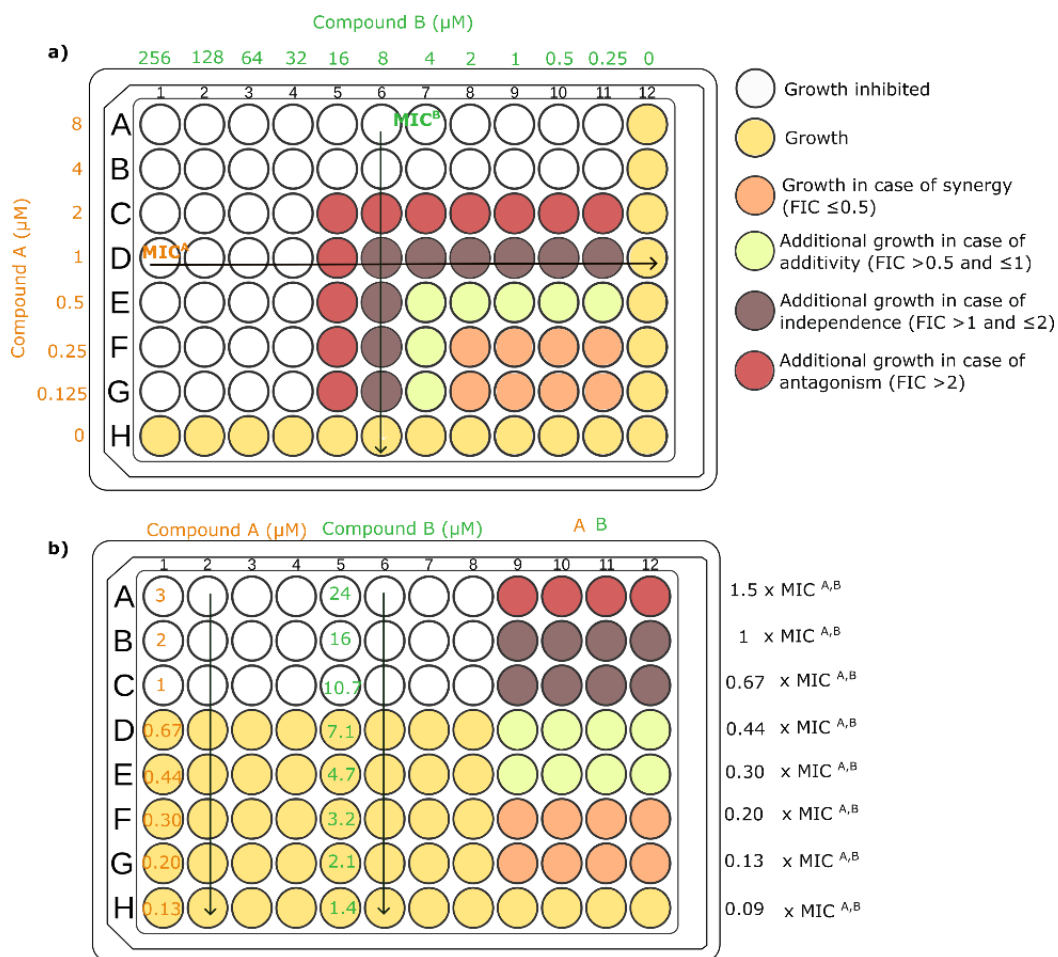 Compound B (µM)
a)
256 128 64 32 16 8 4 2 1 0.5 0.25 0
1 2 3 4 5 6 7 8 9 10 11 12
Compound A (µM)
8 A
MIC^B
4 B
2 C
1 MIC^A D
0.5 E
0.25 F
0.125 G
0 H
Growth inhibited
Growth
Growth in case of
synergy
(FIC ≤0.5)
Additional growth in case of
additivity (FIC >0.5 and ≤1)
Additional growth in case of
independence (FIC >1 and ≤2)
Additional growth in case of
antagonism (FIC >2)
Compound A (µM) Compound B (µM) A B
b)
1 2 3 4 5 6 7 8 9 10 11 12
A 3 24 1.5 x MIC ^A,B
B 2 16 1 x MIC ^A,B
C 1 10.7 0.67 x MIC ^A,B
D 0.67 7.1 0.44 x MIC ^A,B
E 0.44 4.7 0.30 x MIC ^A,B
F 0.30 3.2 0.20 x MIC ^A,B
G 0.20 2.1 0.13 x MIC ^A,B
H 0.13 1.4 0.09 x MIC ^A,B